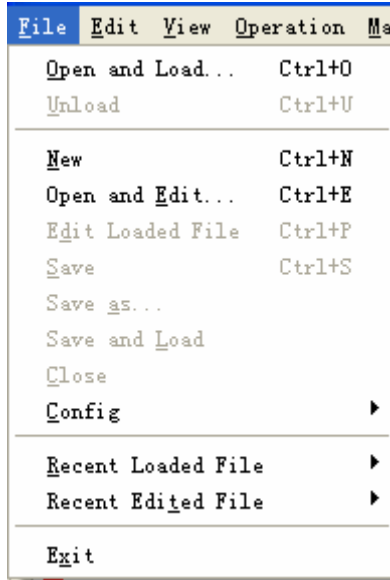 File Edit View Operation Ma
Open and Load... Ctrl+O
Unload Ctrl+U
New Ctrl+N
Open and Edit... Ctrl+E
Edit Loaded File Ctrl+P
Save Ctrl+S
Save as...
Save and Load
Close
Config
Recent Loaded File
Recent Edited File
Exit